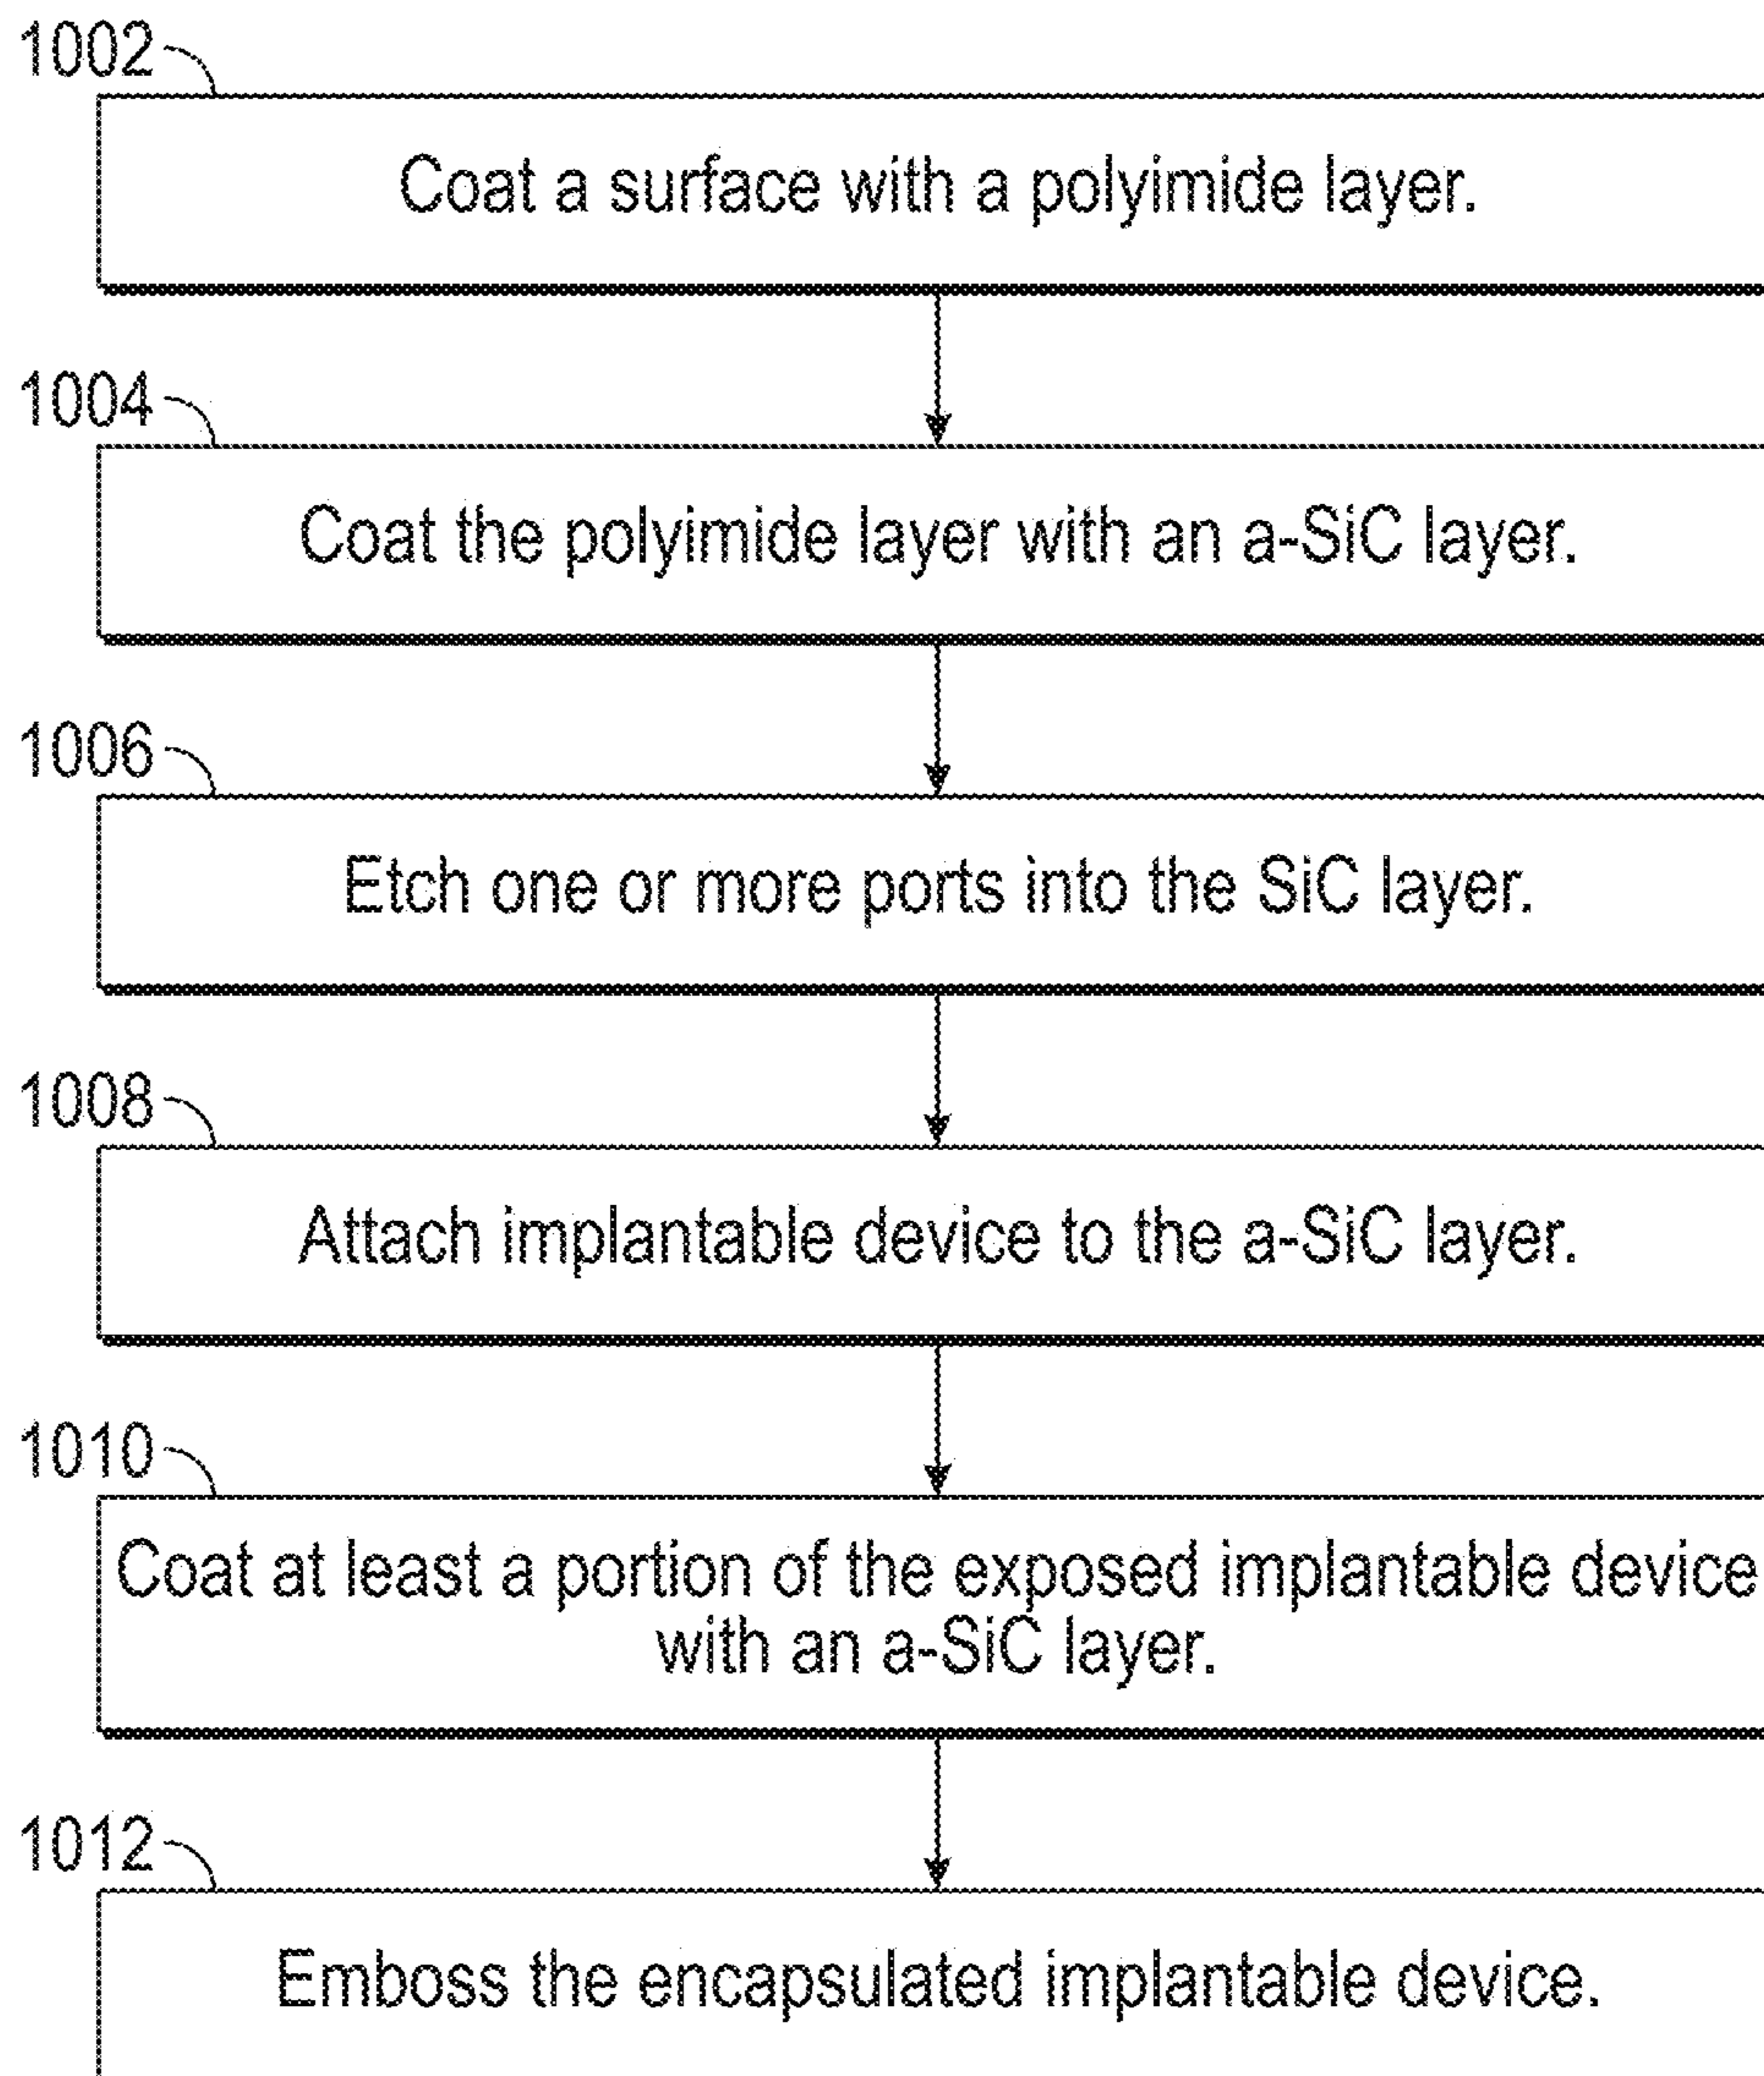 1002
Coat a surface with a polyimide layer.
1004
Coat the polyimide layer with an a-SiC layer.
1006
Etch one or more ports into the SiC layer.
1008
Attach implantable device to the a-SiC layer.
1010
Coat at least a portion of the exposed implantable device
with an a-SiC layer.
1012
Emboss the encapsulated implantable device.